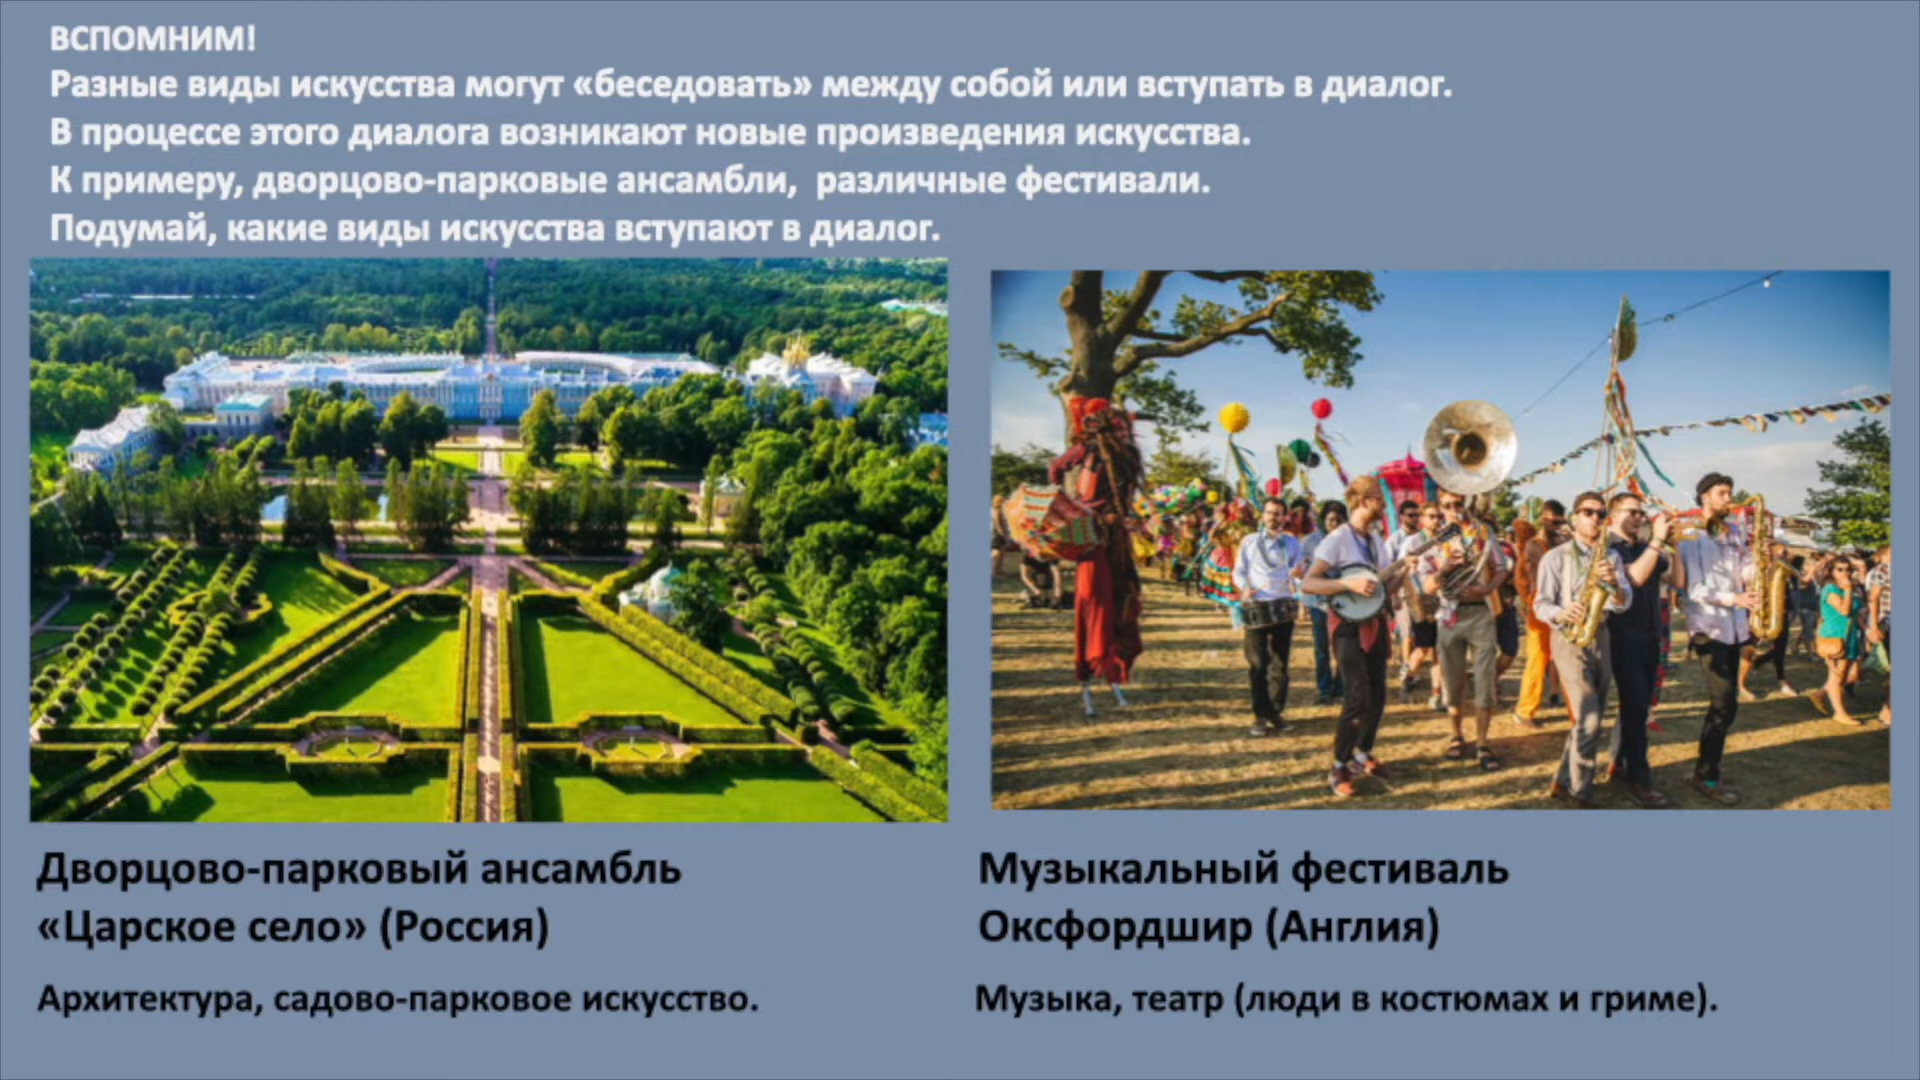 ВСПОМНИМ!
Разные виды искусства могут «беседовать» между собой или вступать в диалог.
В процессе этого диалога возникают новые произведения искусства.
К примеру, дворцово-парковые ансамбли,  различные фестивали.
Подумай, какие виды искусства вступают в диалог.
Дворцово-парковый ансамбль
«Царское село» (Россия)
Архитектура, садово-парковое искусство.
Музыкальный фестиваль
Оксфордшир (Англия)
Музыка, театр (люди в костюмах и гриме).